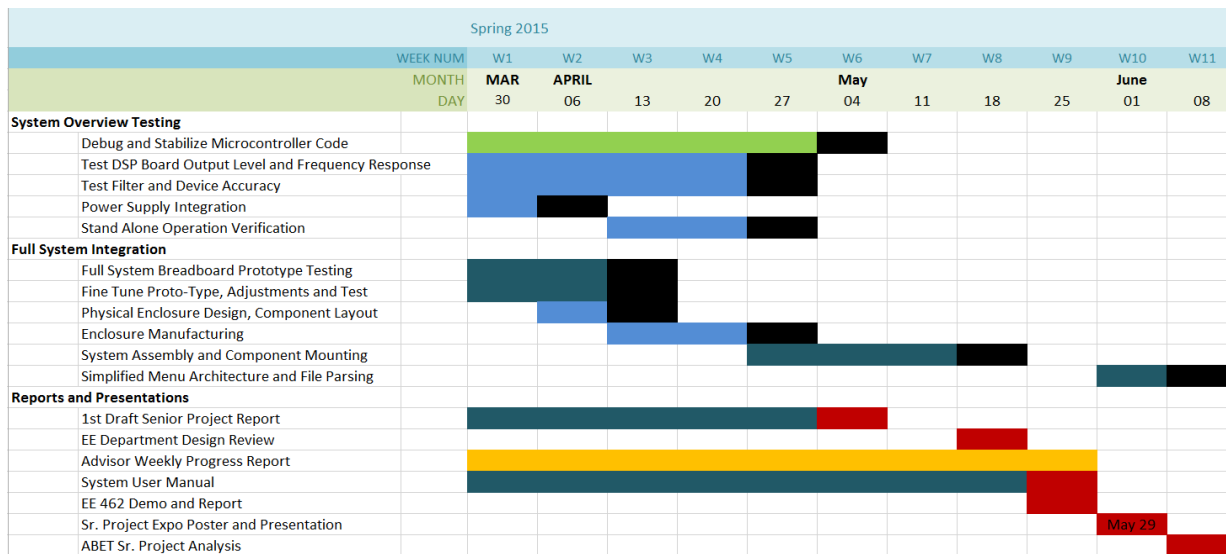 Spring 2015
WEEK NUM W1 W2 W3 W4 W5 W6 W7 W8 W9 W10 W11
MONTH MAR APRIL May June
DAY 30 06 13 20 27 04 11 18 25 01 08
System Overview Testing
Debug and Stabilize Microcontroller Code
Test DSP Board Output Level and Frequency Response
Test Filter and Device Accuracy
Power Supply Integration
Stand Alone Operation Verification
Full System Integration
Full System Breadboard Prototype Testing
Fine Tune Proto-Type, Adjustments and Test
Physical Enclosure Design, Component Layout
Enclosure Manufacturing
System Assembly and Component Mounting
Simplified Menu Architecture and File Parsing
Reports and Presentations
1st Draft Senior Project Report
EE Department Design Review
Advisor Weekly Progress Report
System User Manual
EE 462 Demo and Report
Sr. Project Expo Poster and Presentation May 29
ABET Sr. Project Analysis